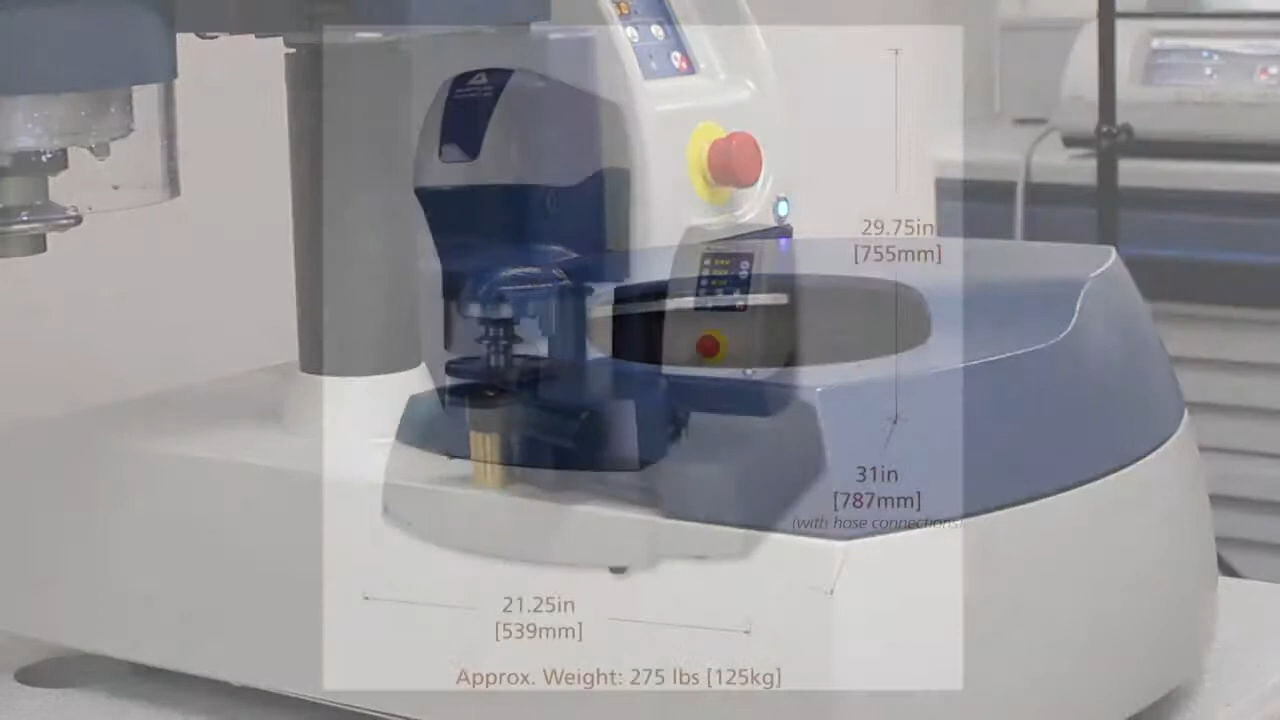 29.75in
[755mm]
31in
[787mm]
(with hose connections)
21.25in
[539mm]
Approx. Weight: 275 lbs [125kg]